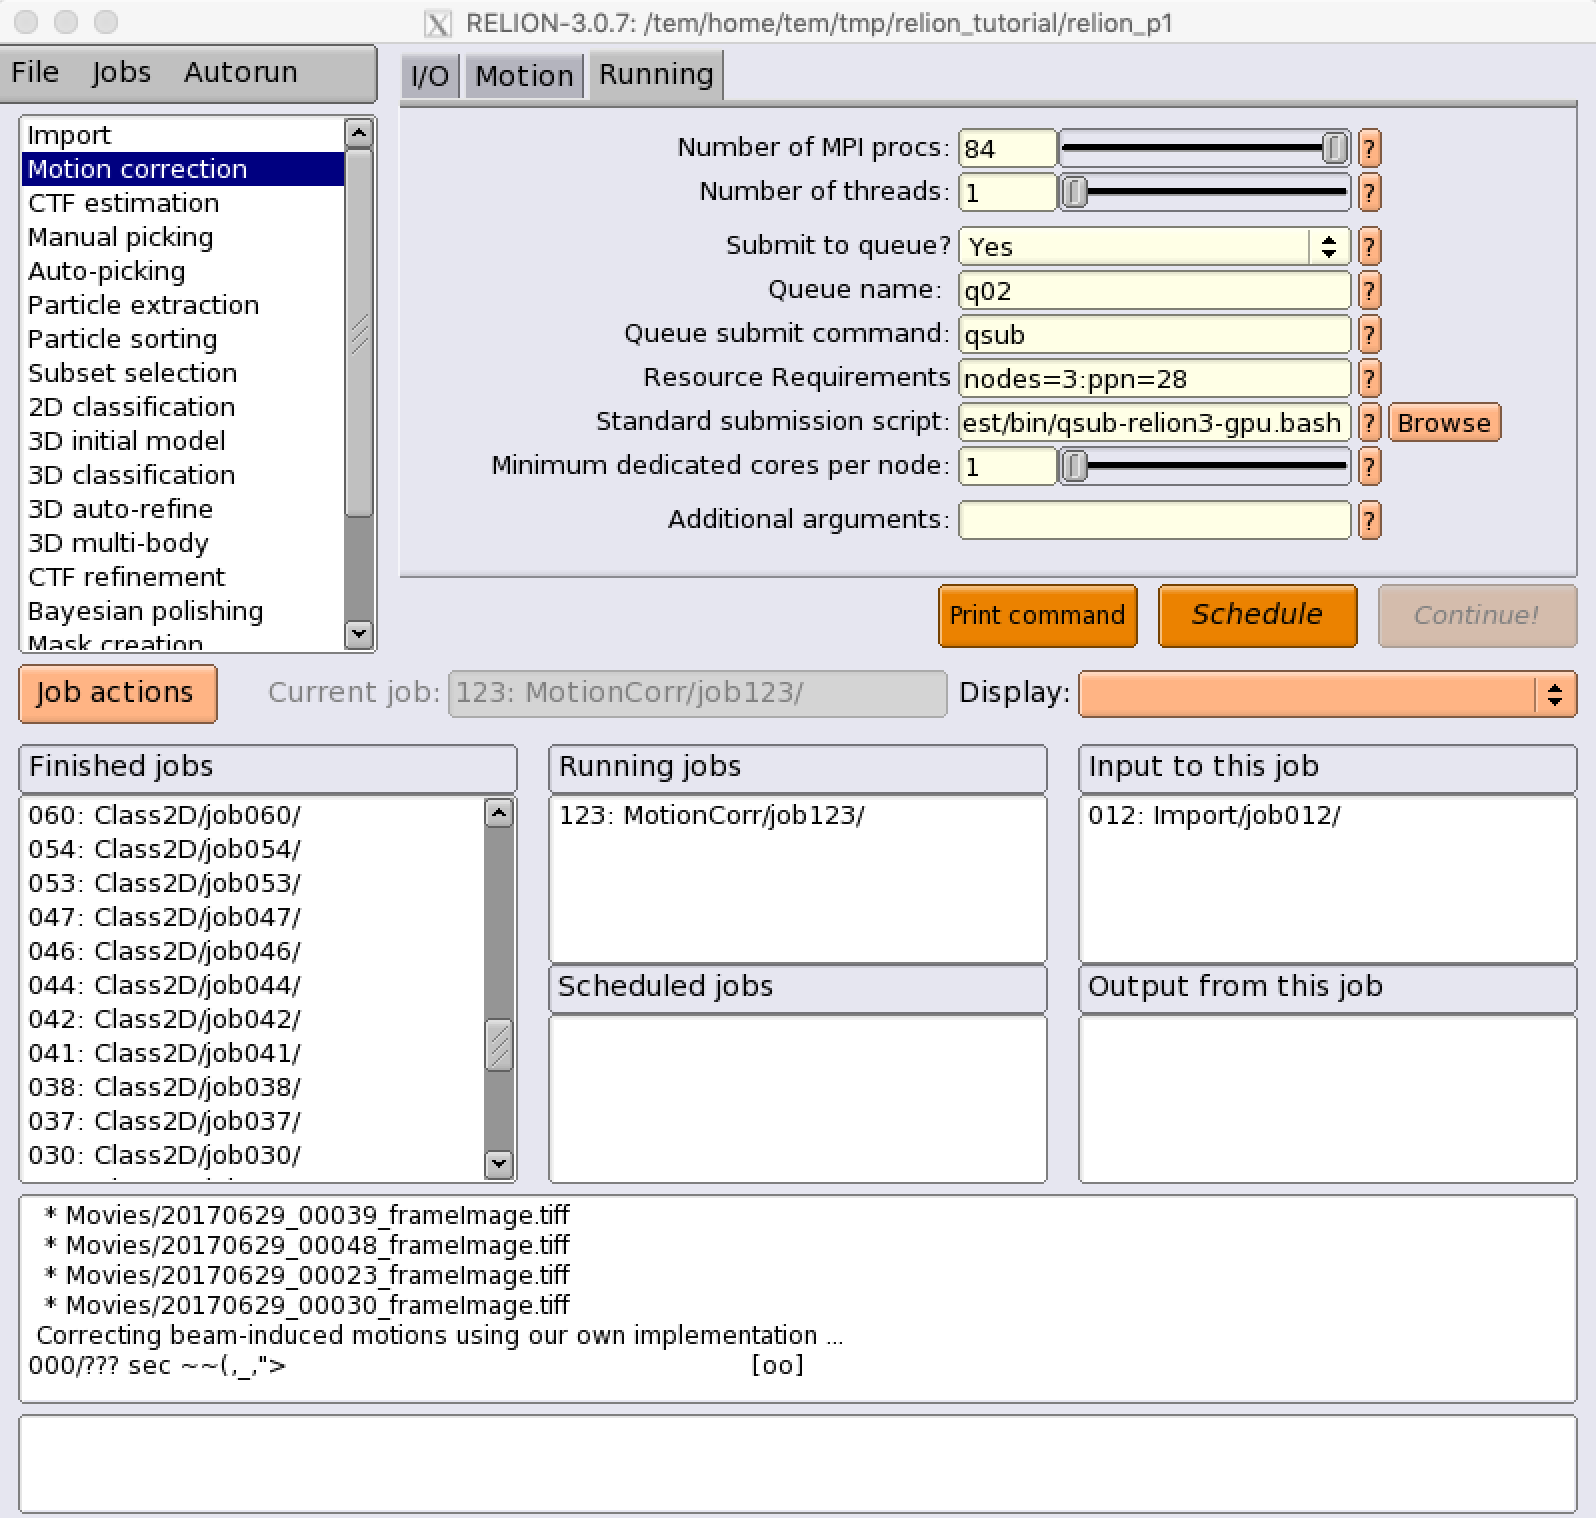 RELION-3.0.7: /tem/home/tem/tmp/relion_tutorial/relion_p1
File Jobs Autorun
I/O Motion Running
Import
Motion correction
CTF estimation
Manual picking
Auto-picking
Particle extraction
Particle sorting
Subset selection
2D classification
3D initial model
3D classification
3D auto-refine
3D multi-body
CTF refinement
Bayesian polishing
Mask creation
Number of MPI procs: 84 ?
Number of threads: 1 ?
Submit to queue? Yes ?
Queue name: q02 ?
Queue submit command: qsub ?
Resource Requirements nodes=3:ppn=28 ?
Standard submission script: est/bin/qsub-relion3-gpu.bash ? Browse
Minimum dedicated cores per node: 1 ?
Additional arguments: ?
Print command Schedule Continue!
Job actions Current job: 123: MotionCorr/job123/ Display:
Finished jobs
060: Class2D/job060/
054: Class2D/job054/
053: Class2D/job053/
047: Class2D/job047/
046: Class2D/job046/
044: Class2D/job044/
042: Class2D/job042/
041: Class2D/job041/
038: Class2D/job038/
037: Class2D/job037/
030: Class2D/job030/
Running jobs
123: MotionCorr/job123/
Scheduled jobs
Input to this job
012: Import/job012/
Output from this job
* Movies/20170629_00039_frameImage.tiff
* Movies/20170629_00048_frameImage.tiff
* Movies/20170629_00023_frameImage.tiff
* Movies/20170629_00030_frameImage.tiff
Correcting beam-induced motions using our own implementation ...
000/??? sec ~~(,_,"> [oo]